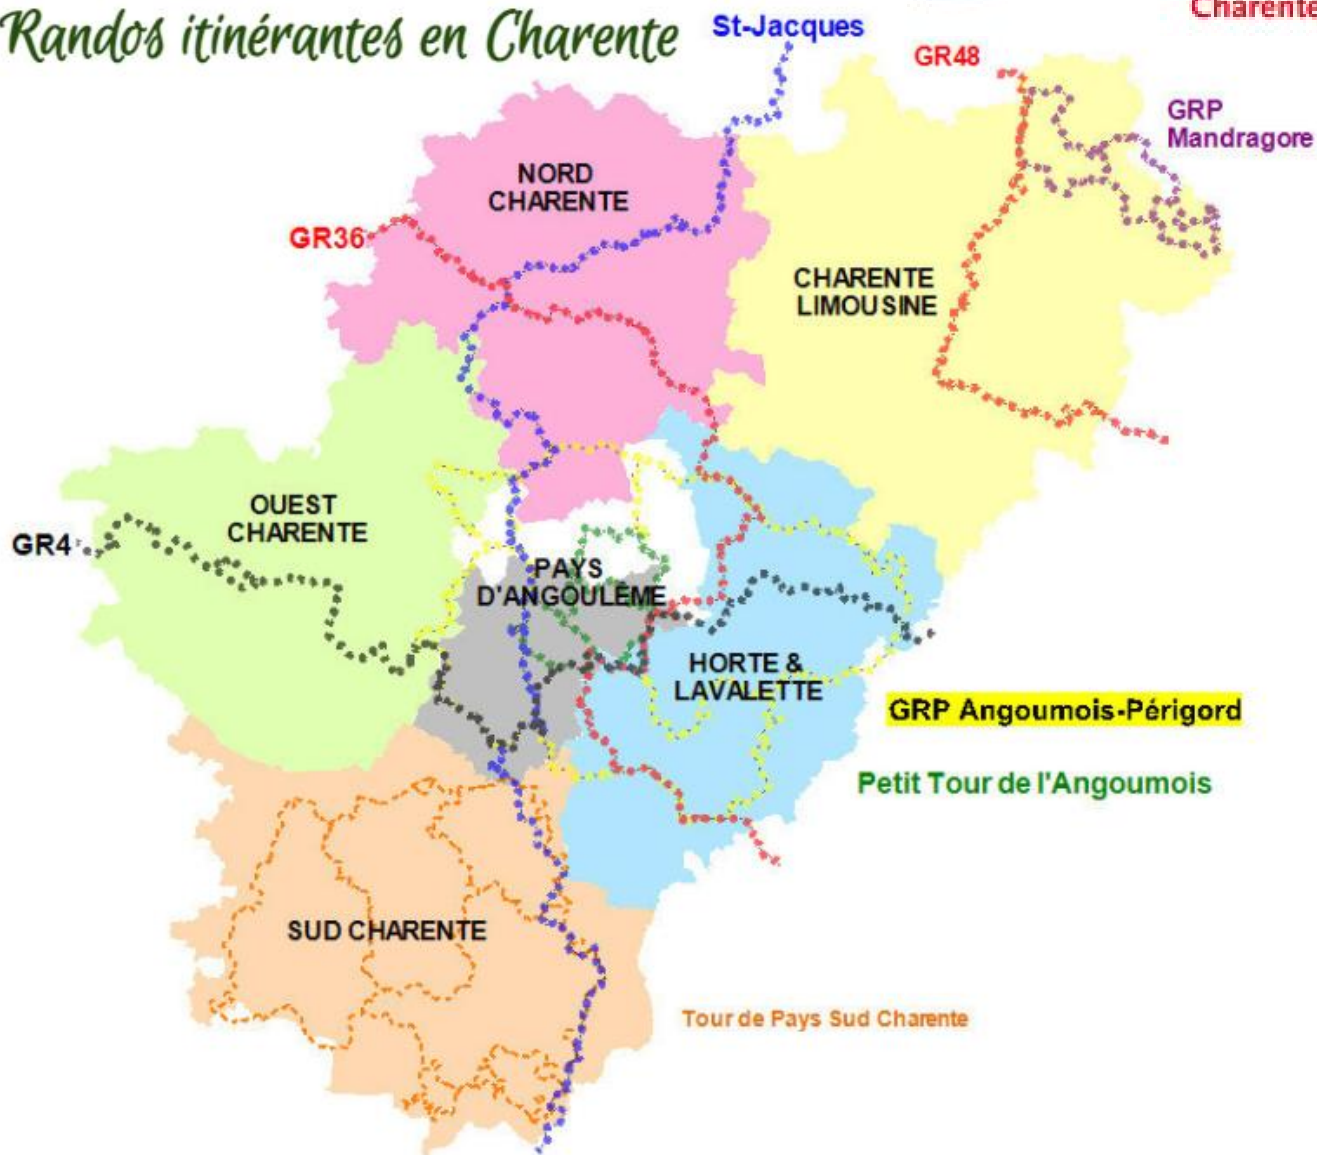 Randos itinérantes en Charente
St-Jacques
Charente
GR48
GRP
Mandragore
NORD
CHARENTE
GR36
CHARENTE
LIMOUSINE
OUEST
CHARENTE
GR4
PAYS
D'ANGOULÊME
HORTE &
LAVALETTE
GRP Angoumois-Périgord
Petit Tour de l'Angoumois
SUD CHARENTE
Tour de Pays Sud Charente